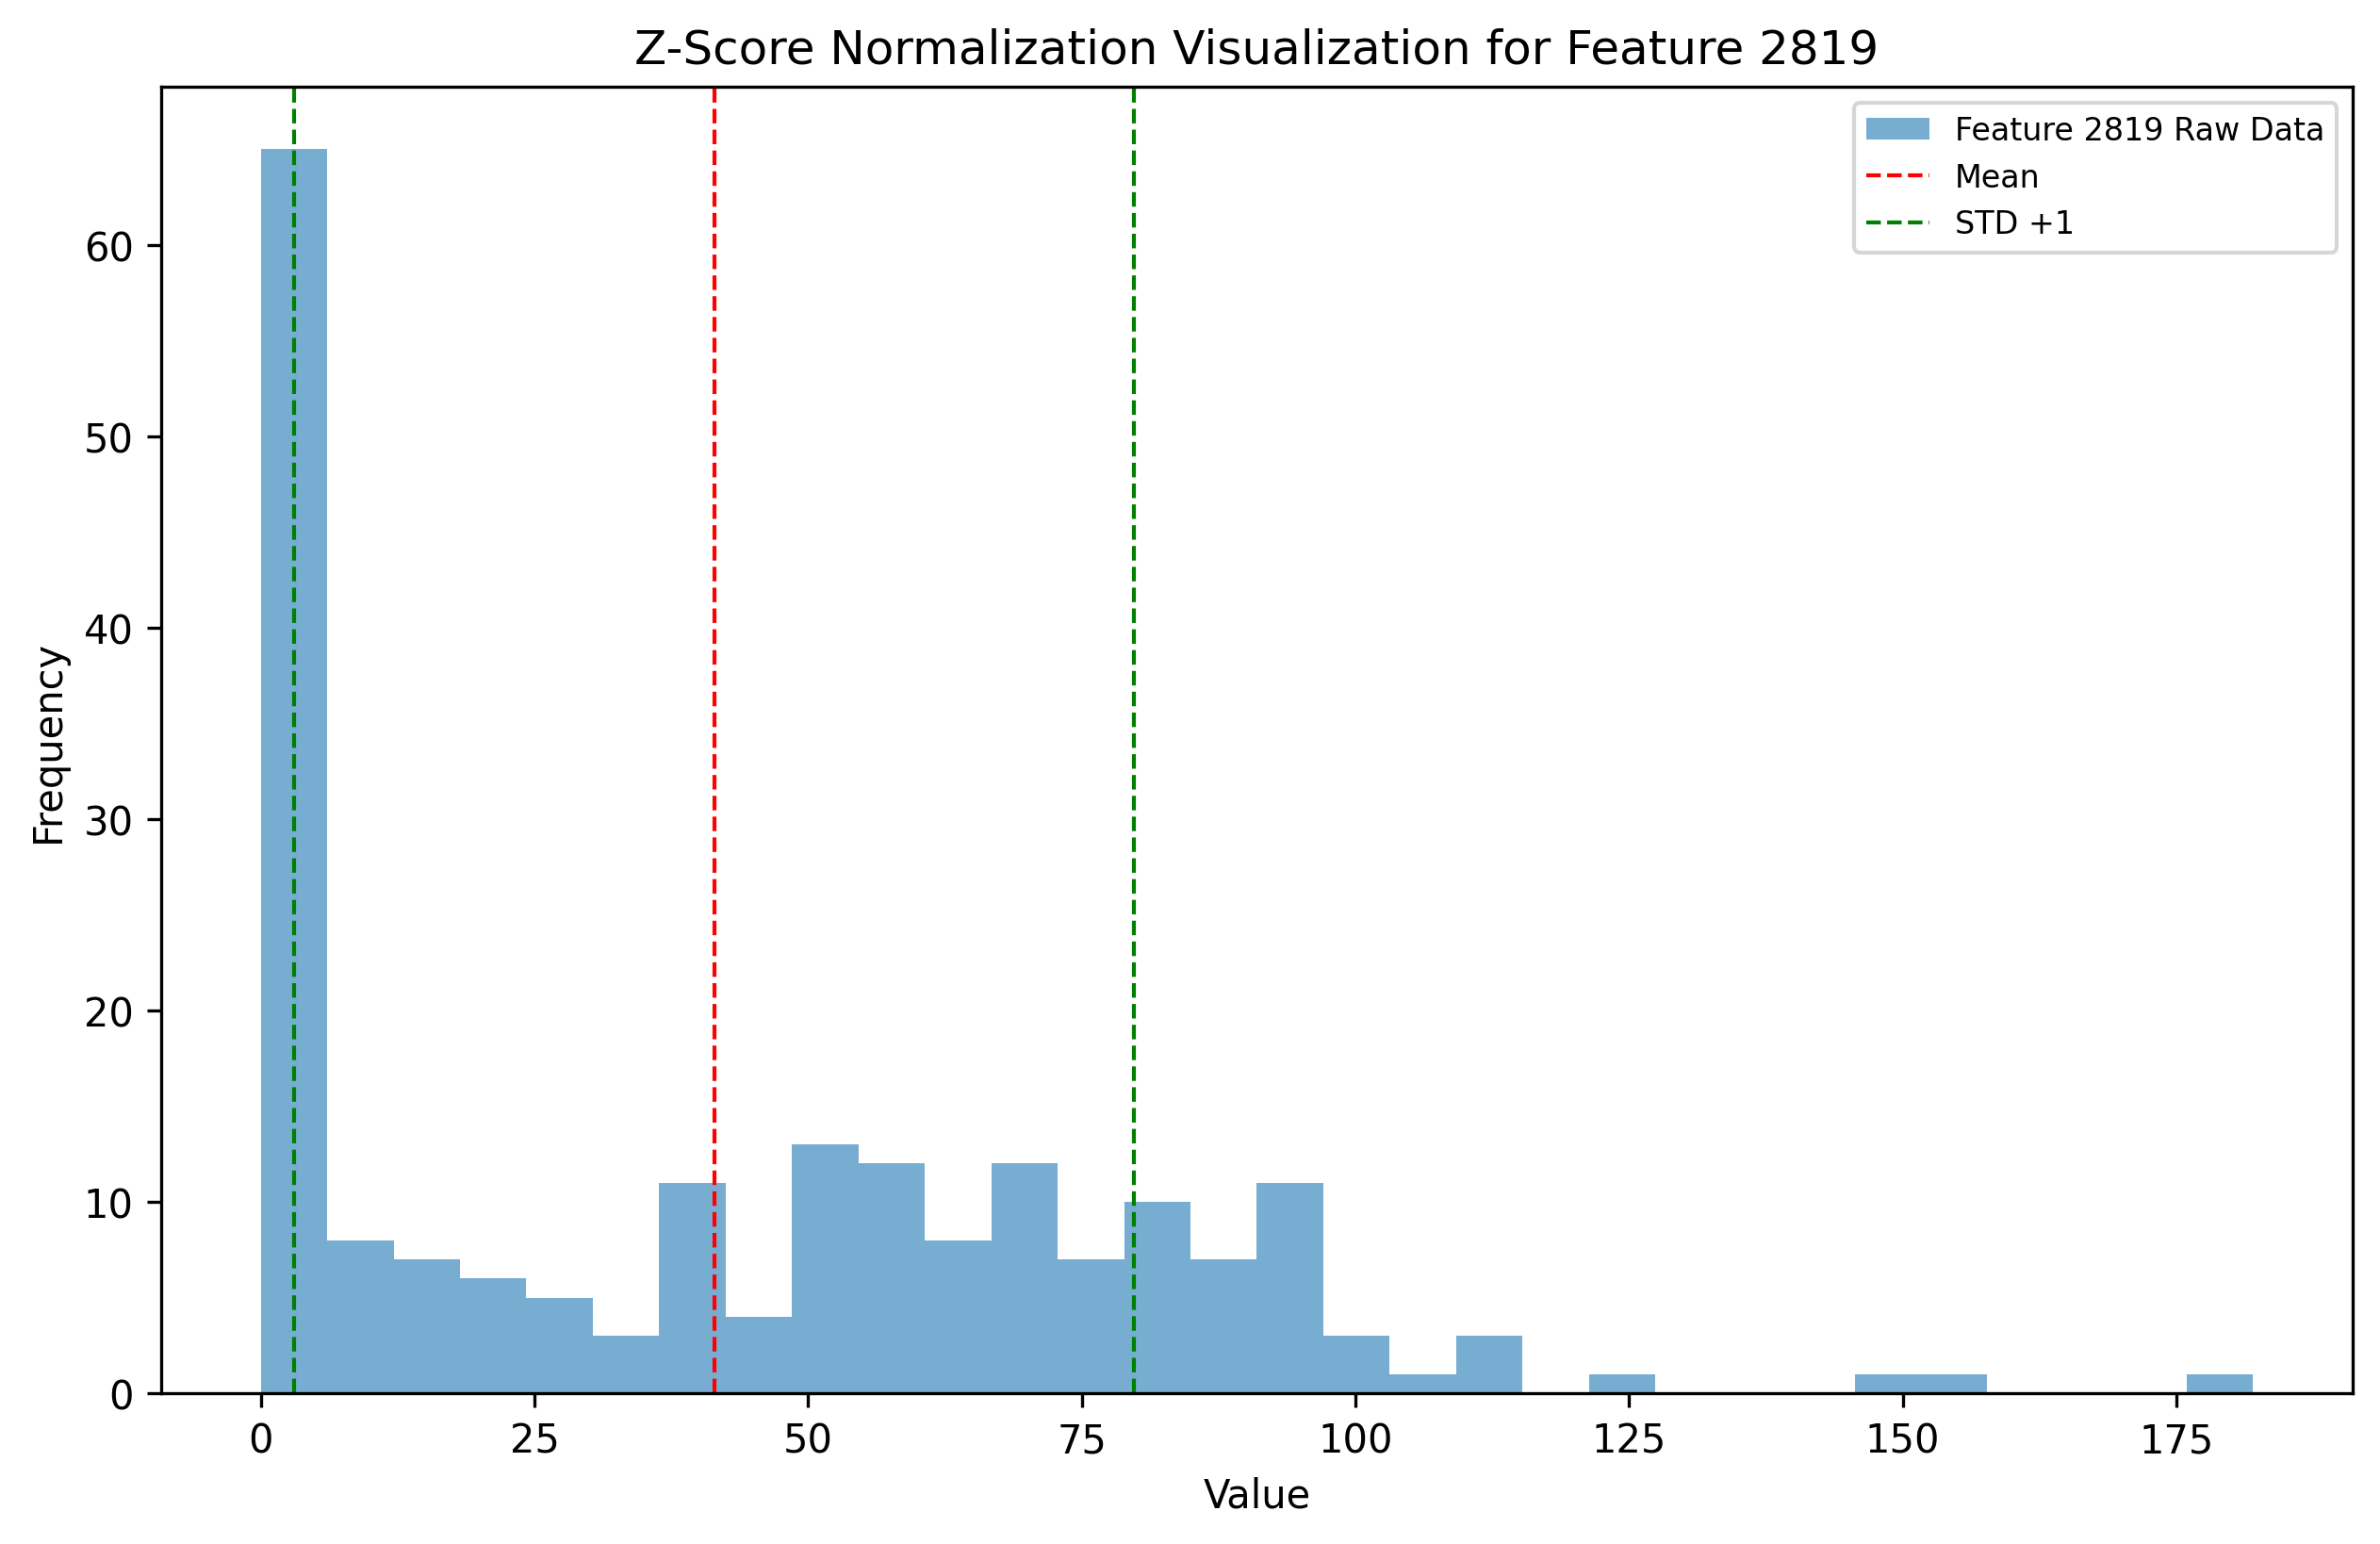 Z-Score Normalization Visualization for Feature 2819
Feature 2819 Raw Data
Mean
STD +1
Frequency
60
50
40
30
20
10
0
0 25 50 75 100 125 150 175
Value